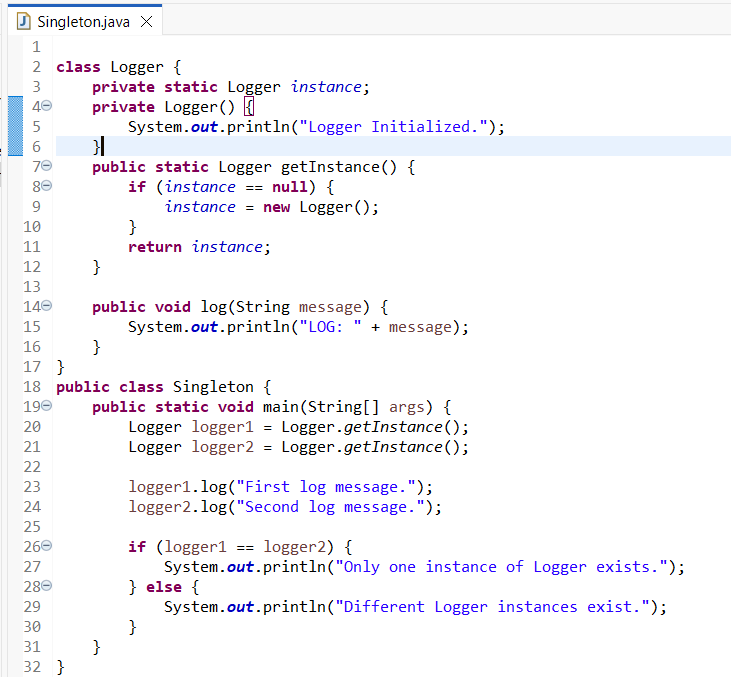 Singleton.java
1
2 class Logger {
3     private static Logger instance;
4     private Logger() {
5         System.out.println("Logger Initialized.");
6     }
7     public static Logger getInstance() {
8         if (instance == null) {
9             instance = new Logger();
10         }
11         return instance;
12     }
13
14     public void log(String message) {
15         System.out.println("LOG: " + message);
16     }
17 }
18 public class Singleton {
19     public static void main(String[] args) {
20         Logger logger1 = Logger.getInstance();
21         Logger logger2 = Logger.getInstance();
22
23         logger1.log("First log message.");
24         logger2.log("Second log message.");
25
26         if (logger1 == logger2) {
27             System.out.println("Only one instance of Logger exists.");
28         } else {
29             System.out.println("Different Logger instances exist.");
30         }
31     }
32 }